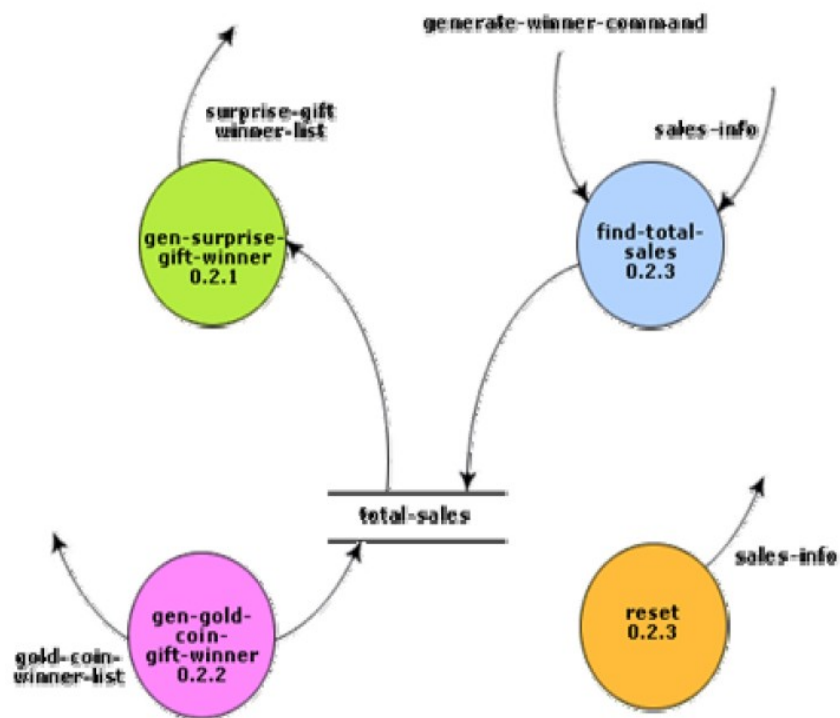 generate-winner-command
surprise-gift
winner-list
sales-info
gen-surprise-
gift-winner
0.2.1
find-total-
sales
0.2.3
total-sales
gold-coin-
winner-list
gen-gold-
coin-
gift-winner
0.2.2
reset
0.2.3
sales-info